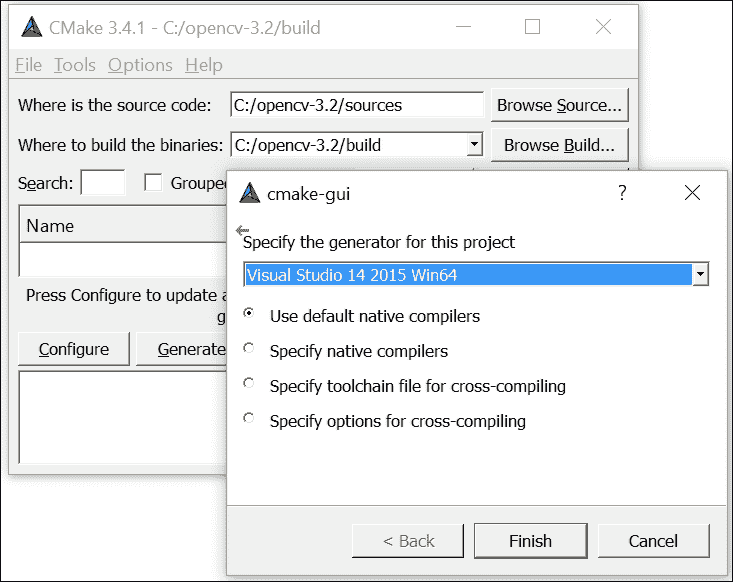 CMake 3.4.1 - C:/opencv-3.2/build
File Tools Options Help
Where is the source code: C:/opencv-3.2/sources Browse Source...
Where to build the binaries: C:/opencv-3.2/build Browse Build...
Search: Grouped
Name
Press Configure to update
Configure Generate
cmake-gui ?
Specify the generator for this project
Visual Studio 14 2015 Win64
Use default native compilers
Specify native compilers
Specify toolchain file for cross-compiling
Specify options for cross-compiling
< Back Finish Cancel